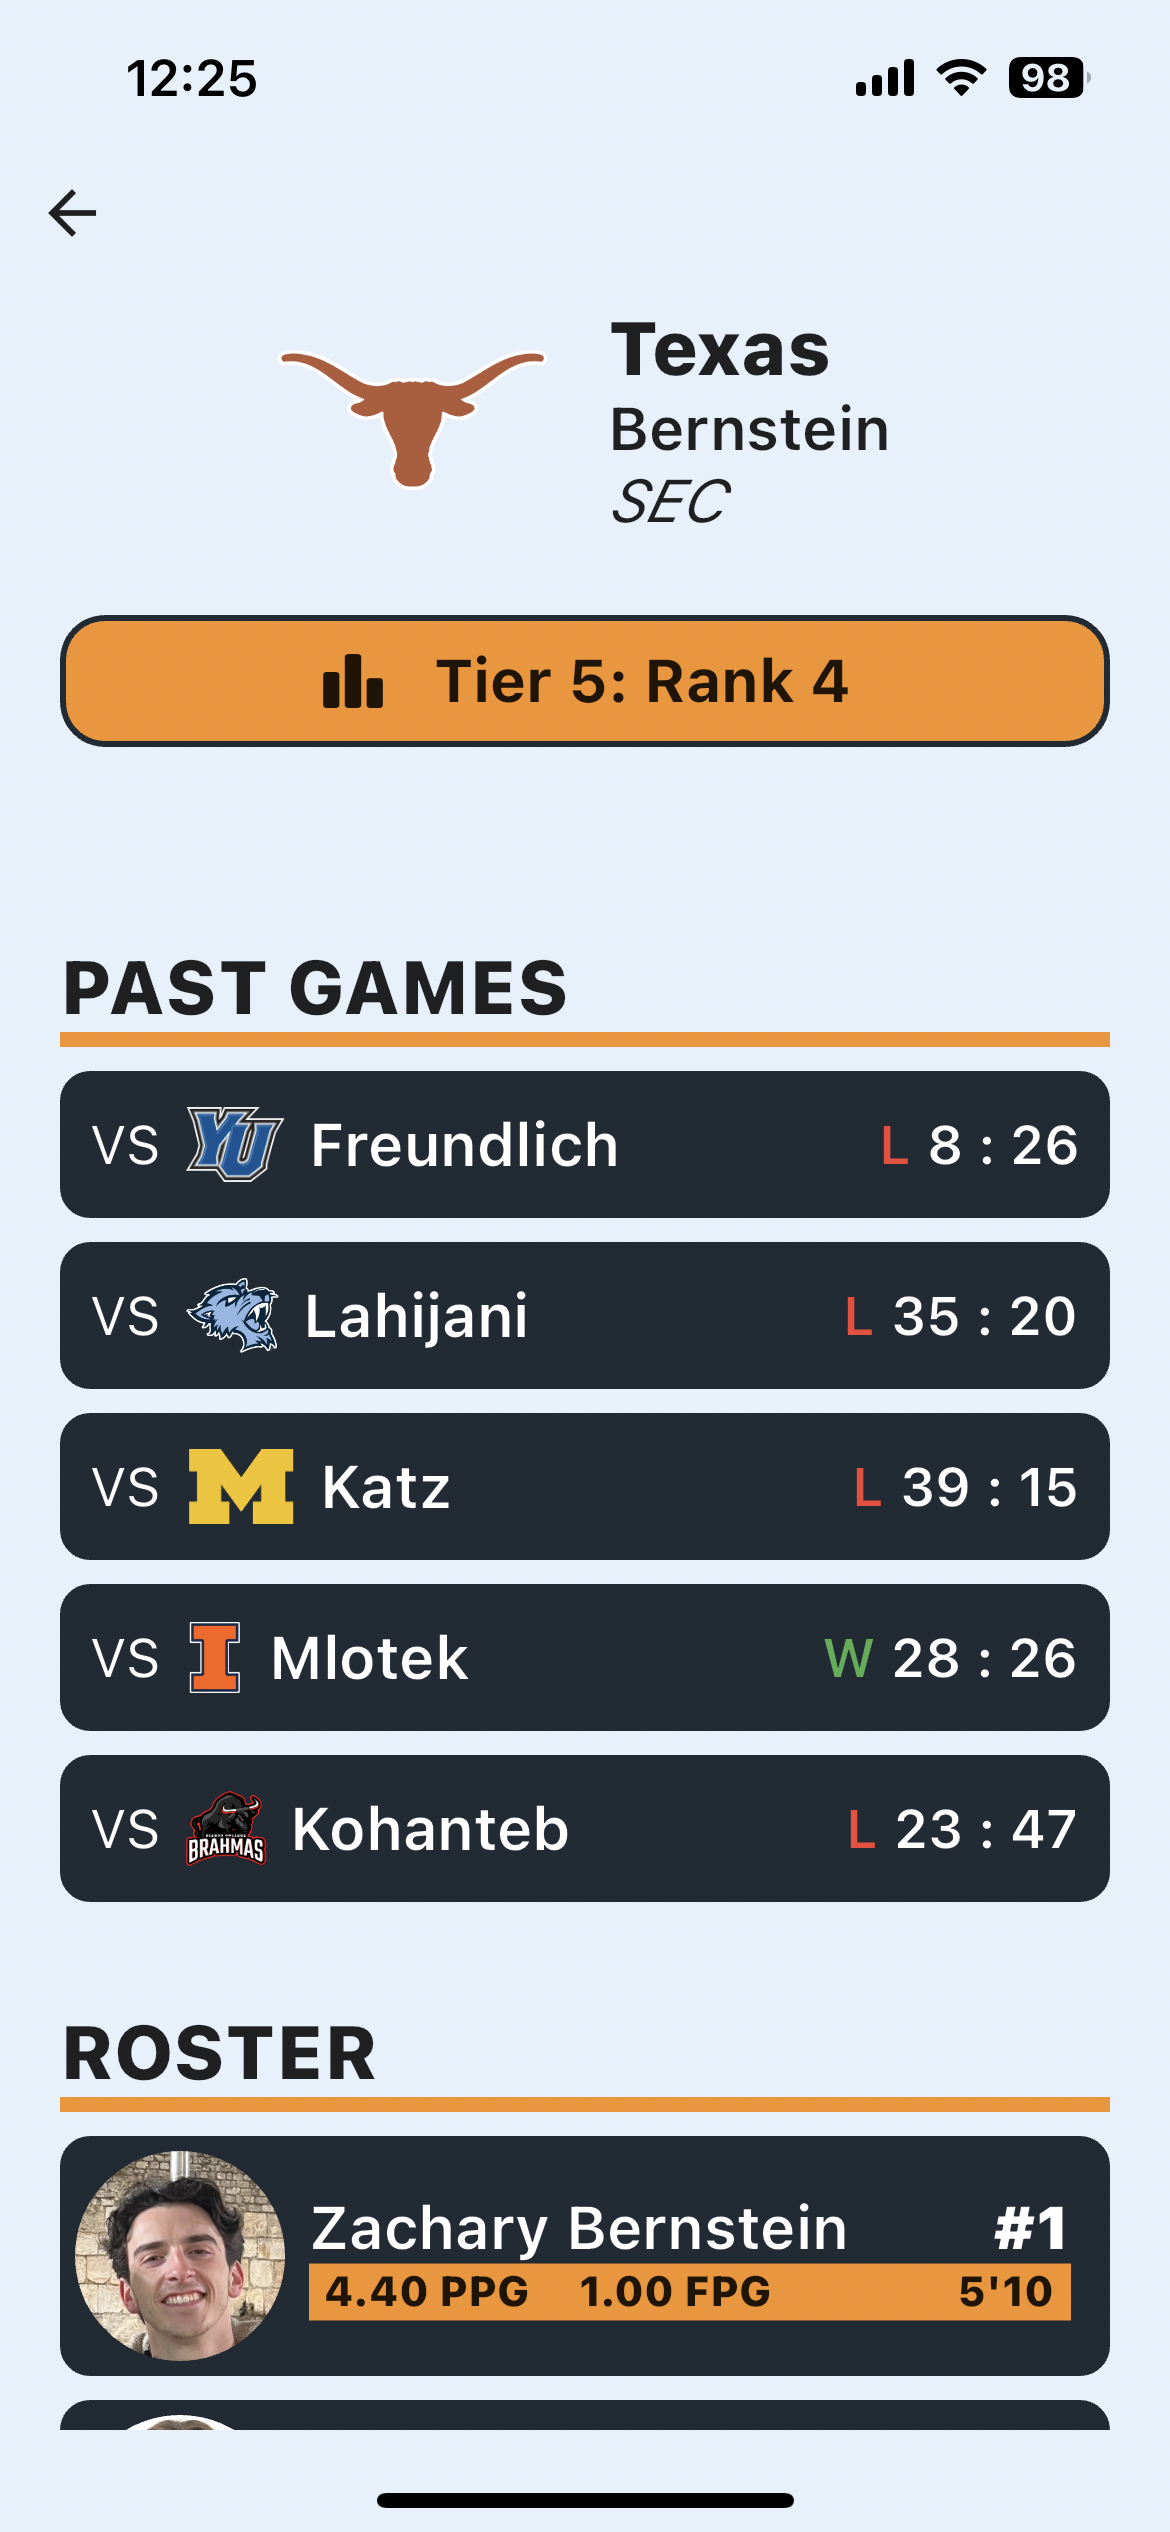 12:25
98
Texas
Bernstein
SEC
Tier 5: Rank 4
PAST GAMES
VS YU Freundlich L 8 : 26
VS Lahijani L 35 : 20
VS M Katz L 39 : 15
VS I Mlotek W 28 : 26
VS BRAHMAS Kohanteb L 23 : 47
ROSTER
Zachary Bernstein #1
4.40 PPG 1.00 FPG 5'10